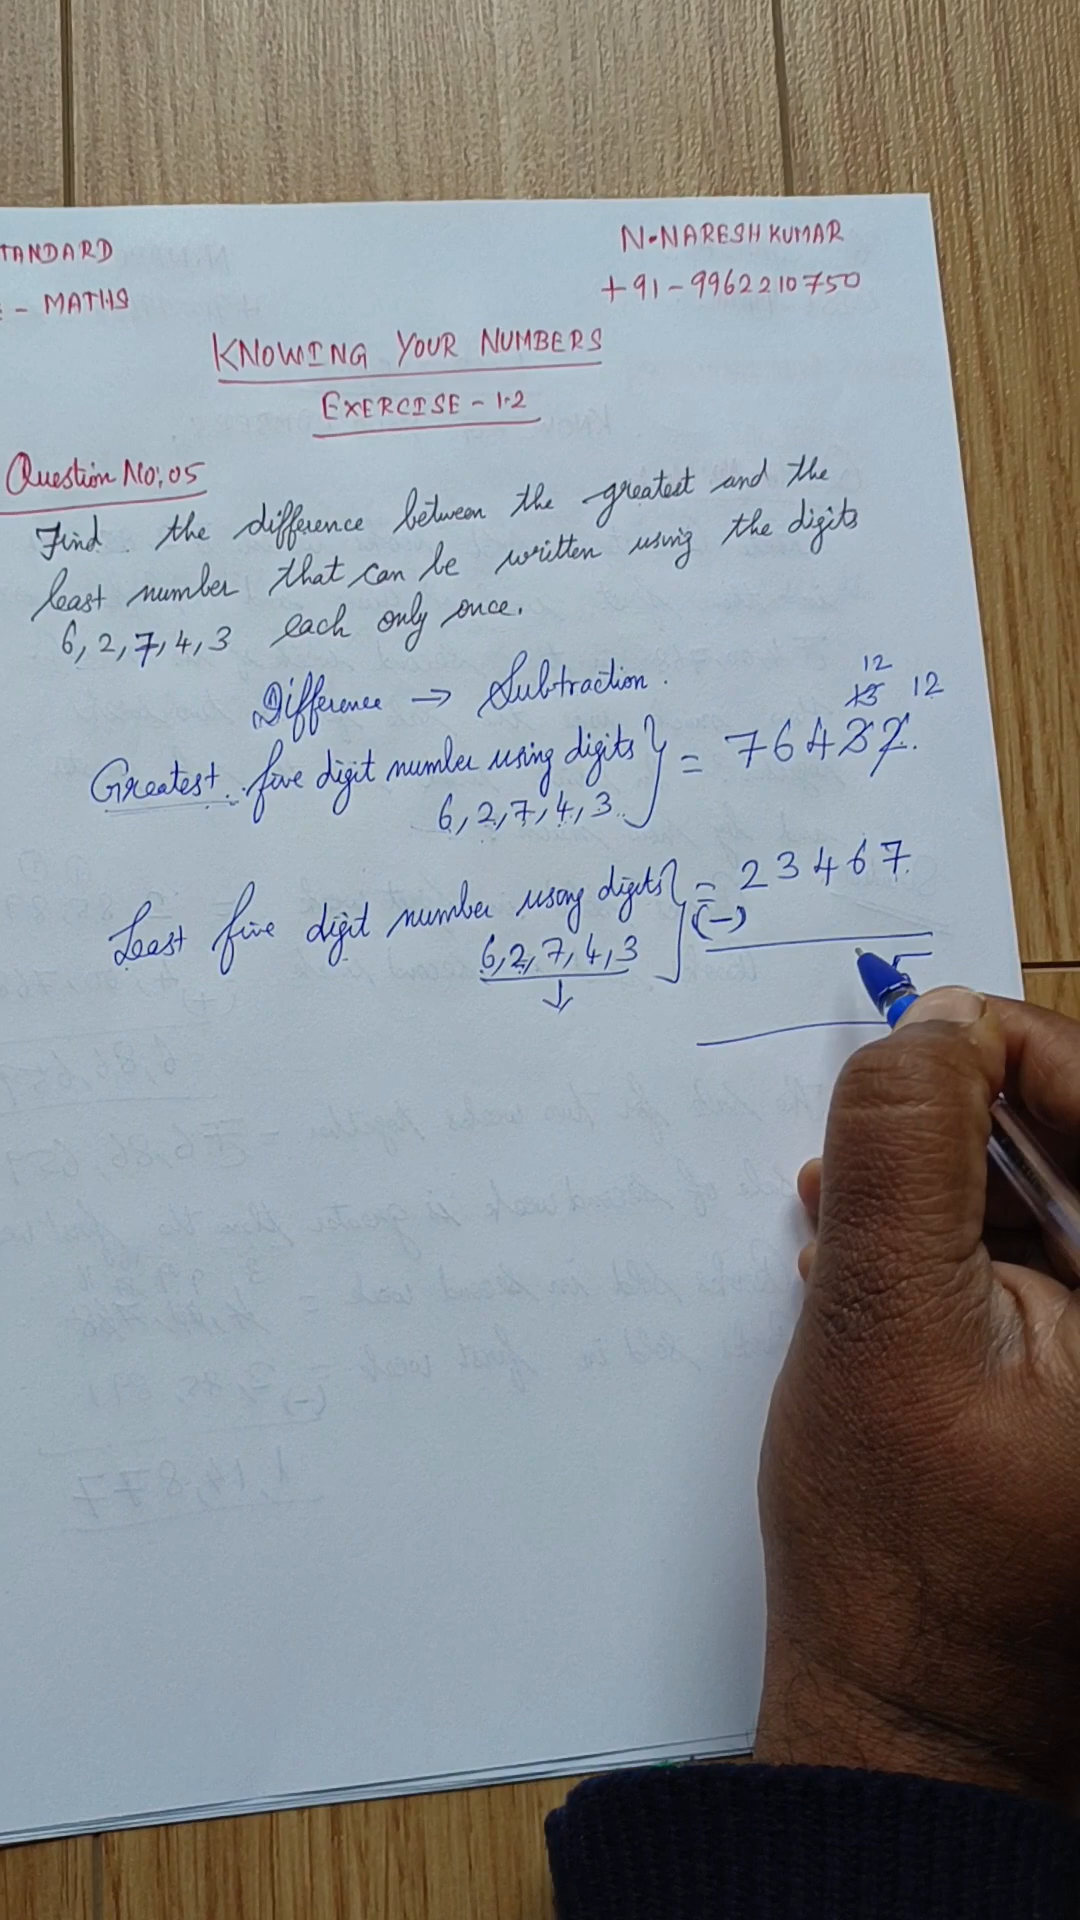 TANDARD
- MATHS
N. NARESH KUMAR
+91-9962210750
KNOWING YOUR NUMBERS
EXERCISE - 1.2
Question No: 05
Find the difference between the greatest and the
least number that can be written using the digits
6, 2, 7, 4, 3 each only once.
Difference → Subtraction.
12
13 12
Greatest five digit number using digits } = 76432.
6, 2, 7, 4, 3.
Least five digit number using digits } = 23467
6, 2, 7, 4, 3 (-)
↓
5